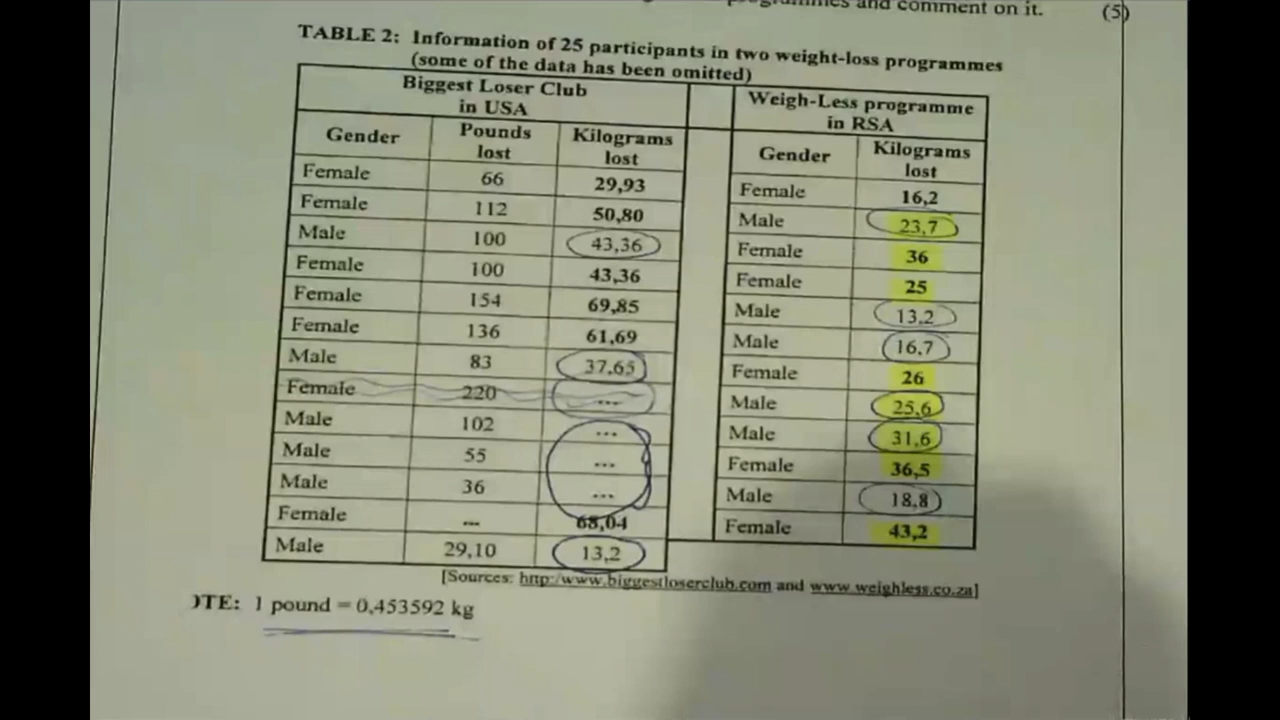 and comment on it. (5)
TABLE 2: Information of 25 participants in two weight-loss programmes
(some of the data has been omitted)
Biggest Loser Club
in USA
Weigh-Less programme
in RSA
Gender Pounds lost Kilograms lost Gender Kilograms lost
Female 66 29,93 Female 16,2
Female 112 50,80 Male 23,7
Male 100 43,36 Female 36
Female 100 43,36 Female 25
Female 154 69,85 Male 13,2
Female 136 61,69 Male 16,7
Male 83 37,65 Female 26
Female 220 ... Male 25,6
Male 102 ... Male 31,6
Male 55 ... Female 36,5
Male 36 ... Male 18,8
Female ... 68,04 Female 43,2
Male 29,10 13,2
[Sources: http:/www.biggestloserclub.com and www.weighless.co.za]
OTE: 1 pound = 0,453592 kg